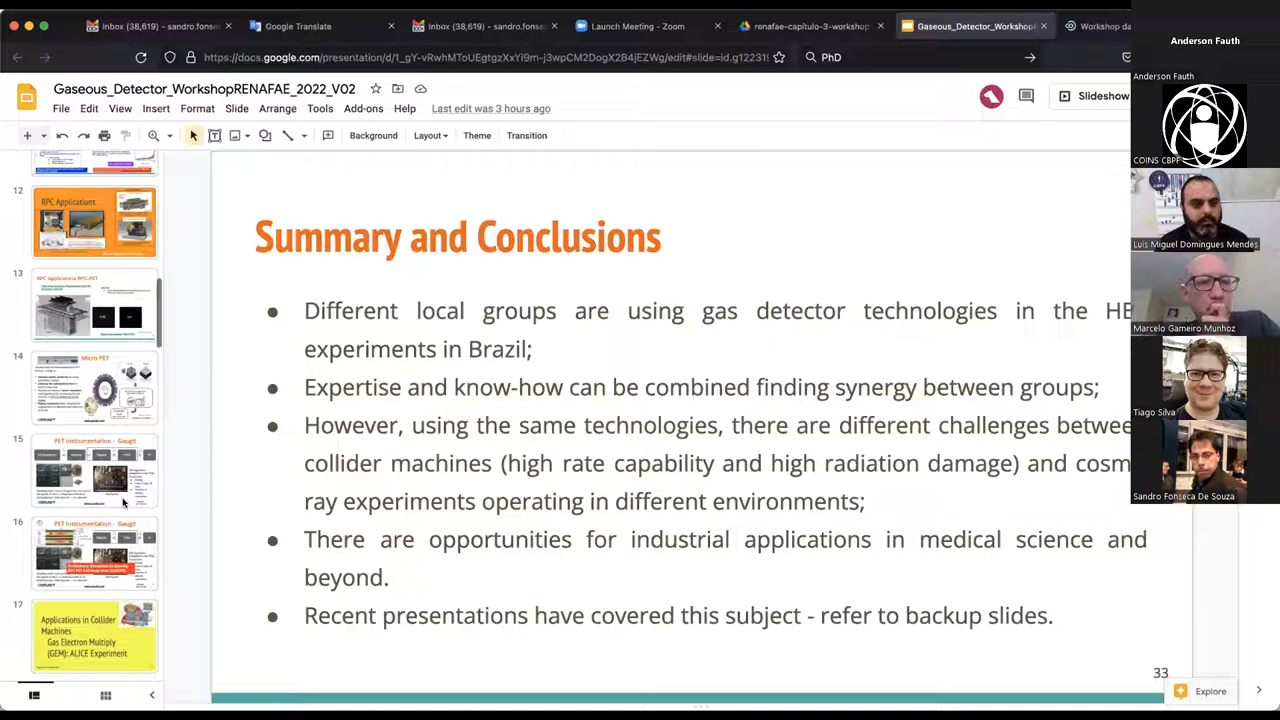 Inbox (38,619) - sandro.fonsec
Google Translate
Inbox (38,619) - sandro.fonsec
Launch Meeting - Zoom
renafae-capítulo-3-workshop
Gaseous_Detector_WorkshopR
Workshop da
https://docs.google.com/presentation/d/1_gY-vRwhMToUEgtgzXxYi9m-j3wpCM2DogX2B4jEZWg/edit#slide=id.g122319
PhD
Anderson Fauth
Anderson Fauth
Gaseous_Detector_WorkshopRENAFAE_2022_V02
File Edit View Insert Format Slide Arrange Tools Add-ons Help
Last edit was 3 hours ago
Slideshow
Background Layout Theme Transition
COINS CBPF
Luis Miguel Domingues Mendes
Marcelo Gameiro Munhoz
Tiago Silva
Sandro Fonseca De Souza
12
RPC Applications
13
RPC Applications: RPC-PET
14
Micro PET
15
PET Instrumentation - Gaugit
16
PET Instrumentation - Gaugit
17
Applications in Collider
Machines
Gas Electron Multiply
(GEM): ALICE Experiment
Summary and Conclusions
● Different local groups are using gas detector technologies in the HE
experiments in Brazil;
● Expertise and know-how can be combined finding synergy between groups;
● However, using the same technologies, there are different challenges betwee
collider machines (high rate capability and high radiation damage) and cosm
ray experiments operating in different environments;
● There are opportunities for industrial applications in medical science and
beyond.
● Recent presentations have covered this subject - refer to backup slides.
33
Explore